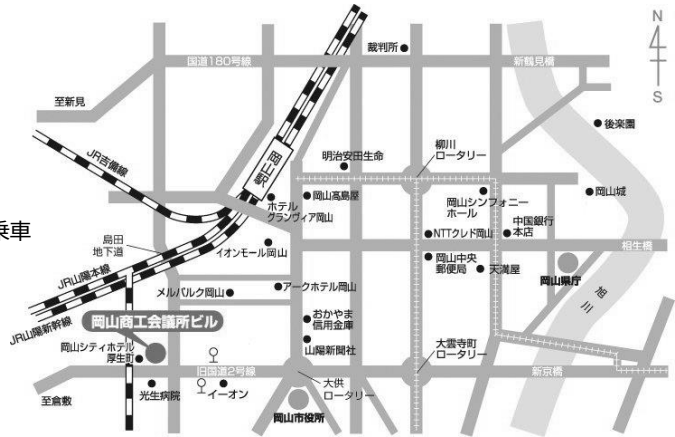 N
S
裁判所
国道180号線
新鶴見橋
至新見
後楽園
JR吉備線
岡山駅
明治安田生命
柳川
ロータリー
岡山髙島屋
ホテル
グランヴィア岡山
岡山シンフォニー
ホール
岡山城
中国銀行
本店
NTTクレド岡山
乗車
島田
地下道
イオンモール岡山
相生橋
岡山中央
郵便局
天満屋
岡山県庁
JR山陽本線
メルパルク岡山
アークホテル岡山
旭川
JR山陽新幹線
岡山商工会議所ビル
おかやま
信用金庫
岡山シティホテル
厚生町
山陽新聞社
大雲寺町
ロータリー
旧国道2号線
新京橋
光生病院
イーオン
大供
ロータリー
至倉敷
岡山市役所